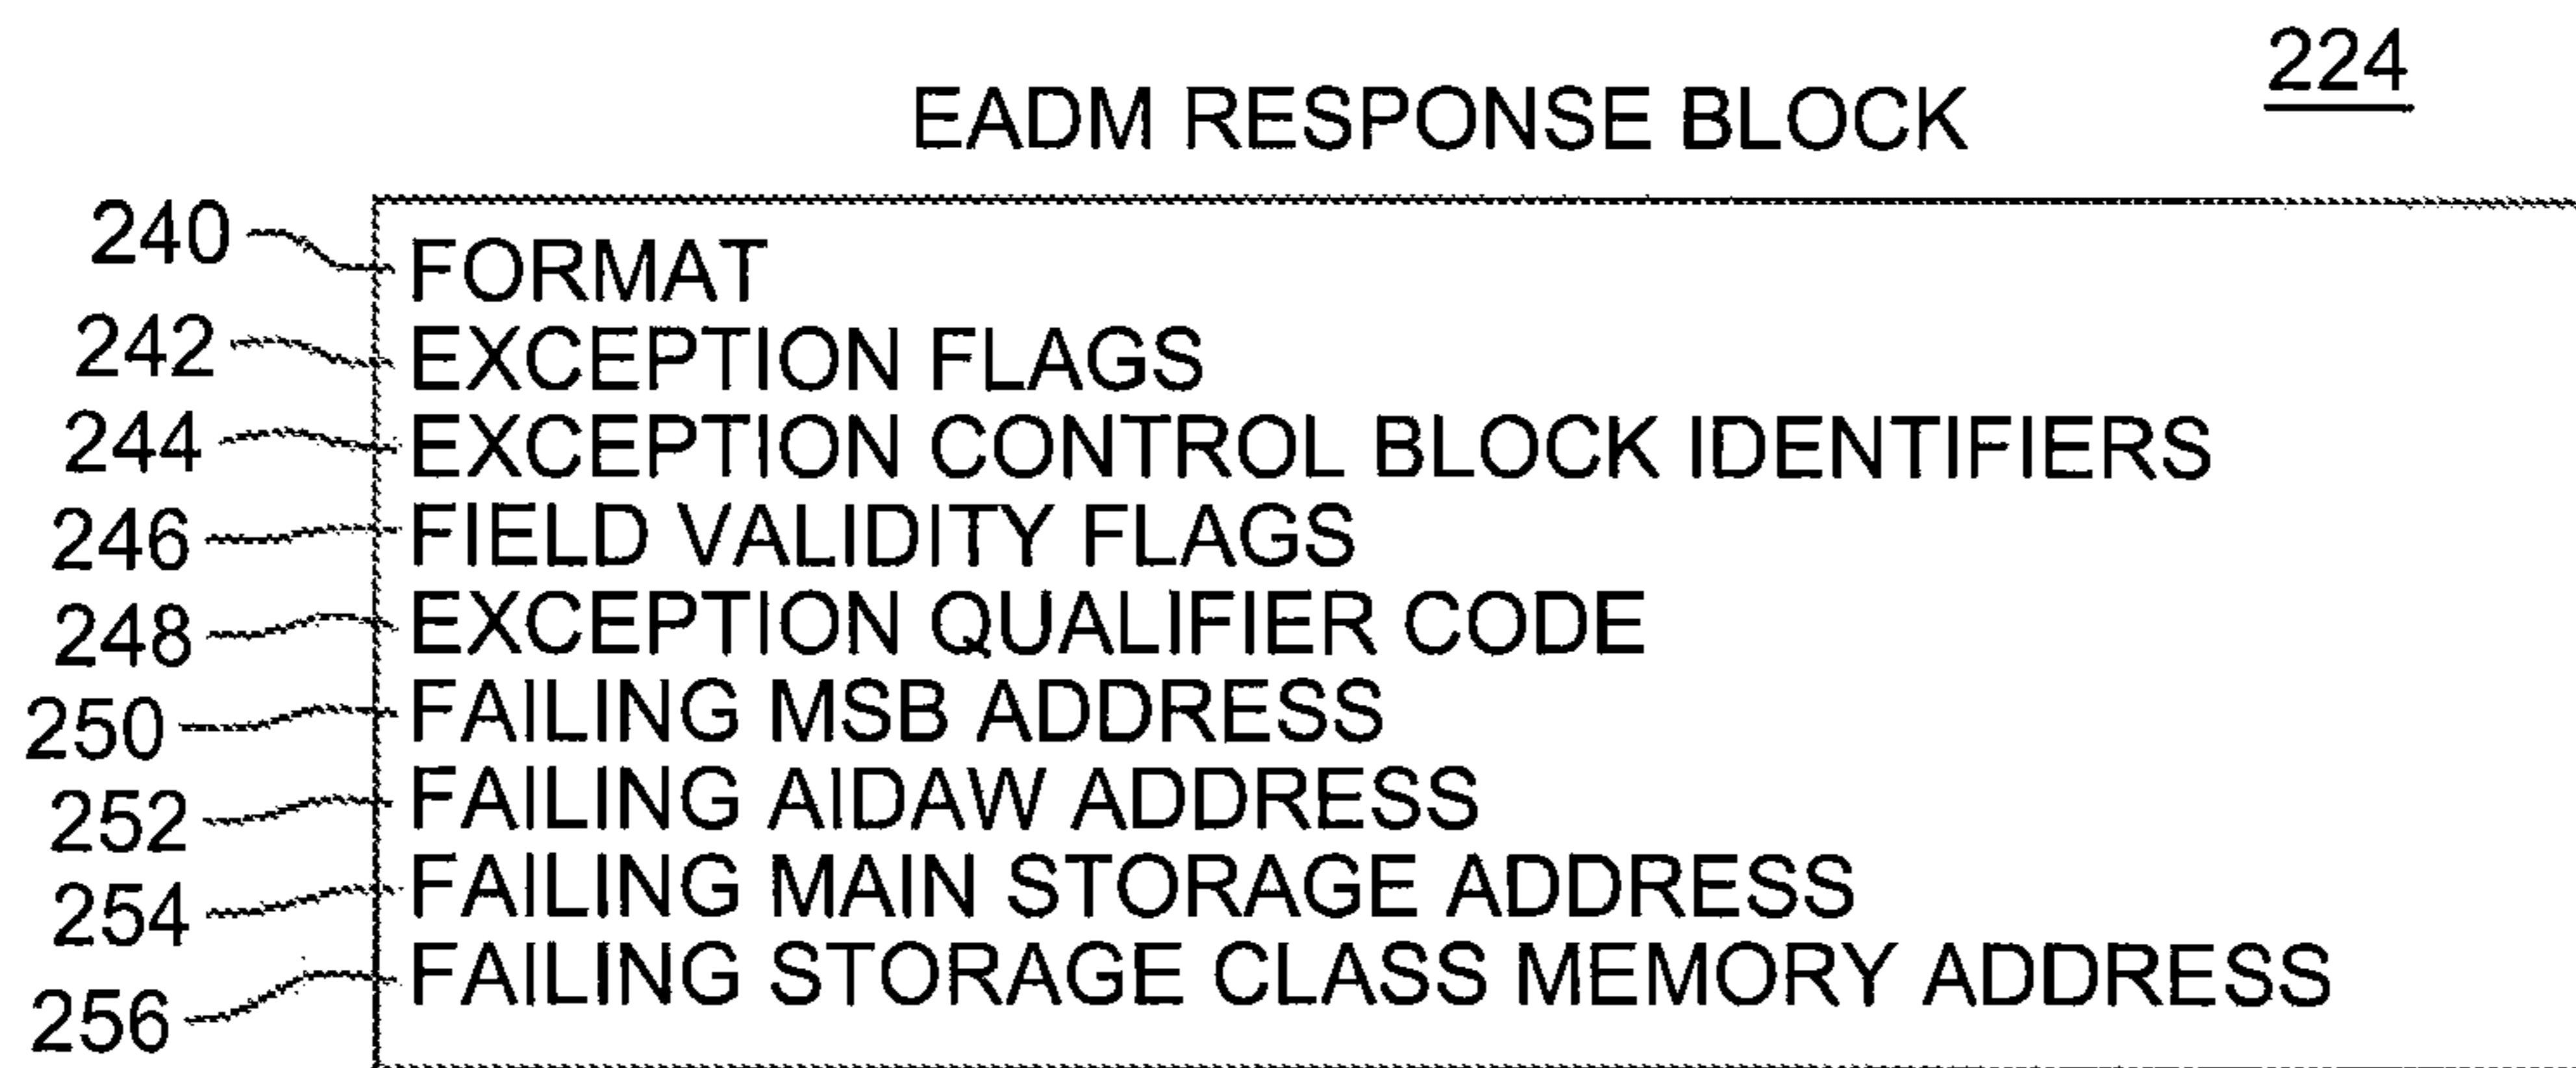 224
EADM RESPONSE BLOCK
240 FORMAT
242 EXCEPTION FLAGS
244 EXCEPTION CONTROL BLOCK IDENTIFIERS
246 FIELD VALIDITY FLAGS
248 EXCEPTION QUALIFIER CODE
250 FAILING MSB ADDRESS
252 FAILING AIDAW ADDRESS
254 FAILING MAIN STORAGE ADDRESS
256 FAILING STORAGE CLASS MEMORY ADDRESS